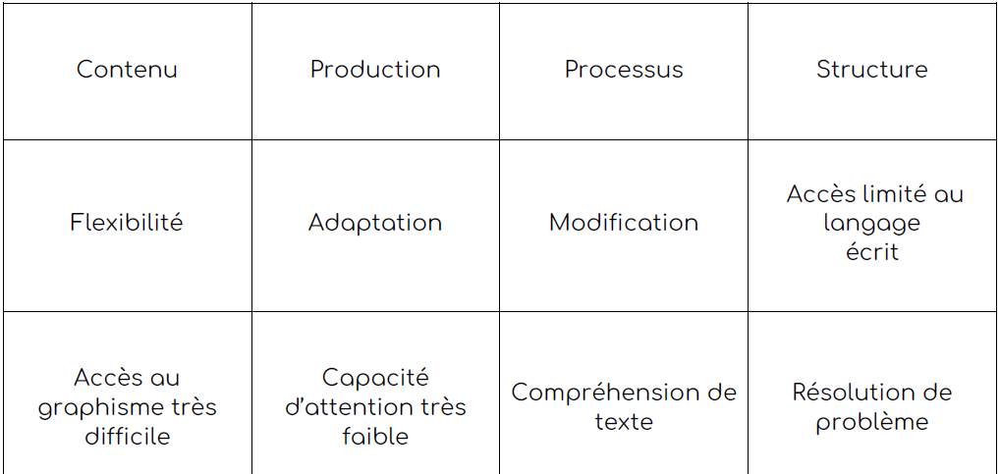 Contenu
Production
Processus
Structure
Flexibilité
Adaptation
Modification
Accès limité au
langage
écrit
Accès au
graphisme très
difficile
Capacité
d’attention très
faible
Compréhension de
texte
Résolution de
problème